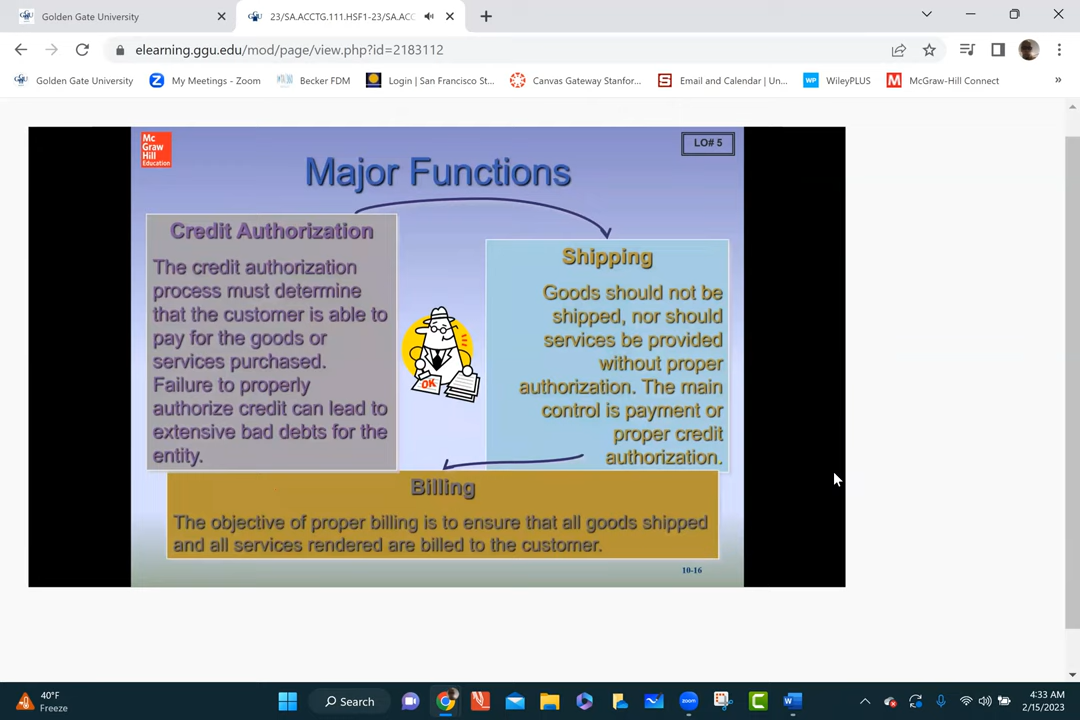 Golden Gate University
23/SA.ACCTG.111.HSF1-23/SA.ACC
elearning.ggu.edu/mod/page/view.php?id=2183112
Golden Gate University
My Meetings - Zoom
Becker FDM
Login | San Francisco St...
Canvas Gateway Stanfor...
Email and Calendar | Un...
WP
WileyPLUS
M
McGraw-Hill Connect
»
Mc
Graw
Hill
Education
LO# 5
Major Functions
Credit Authorization
The credit authorization
process must determine
that the customer is able to
pay for the goods or
services purchased.
Failure to properly
authorize credit can lead to
extensive bad debts for the
entity.
OK
Shipping
Goods should not be
shipped, nor should
services be provided
without proper
authorization. The main
control is payment or
proper credit
authorization.
Billing
The objective of proper billing is to ensure that all goods shipped
and all services rendered are billed to the customer.
10-16
40°F
Freeze
Search
zoom
4:33 AM
2/15/2023